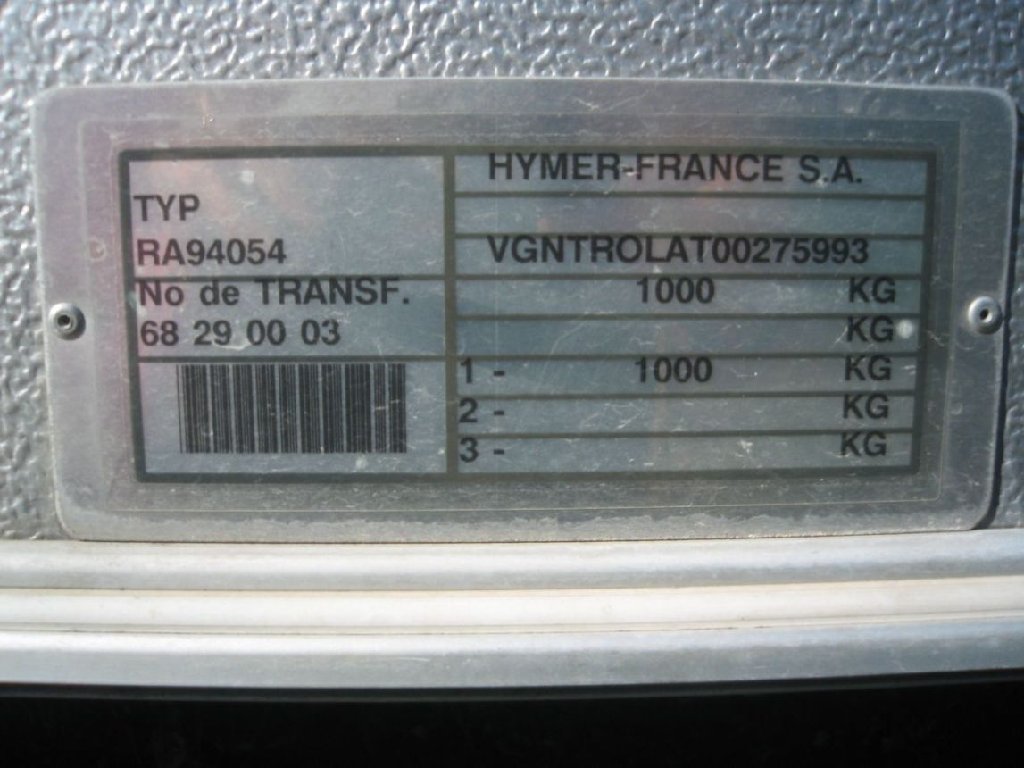 TYP
RA94054
No de TRANSF.
68 29 00 03
HYMER-FRANCE S.A.
VGNTROLAT00275993
1000 KG
KG
1 - 1000 KG
2 - KG
3 - KG